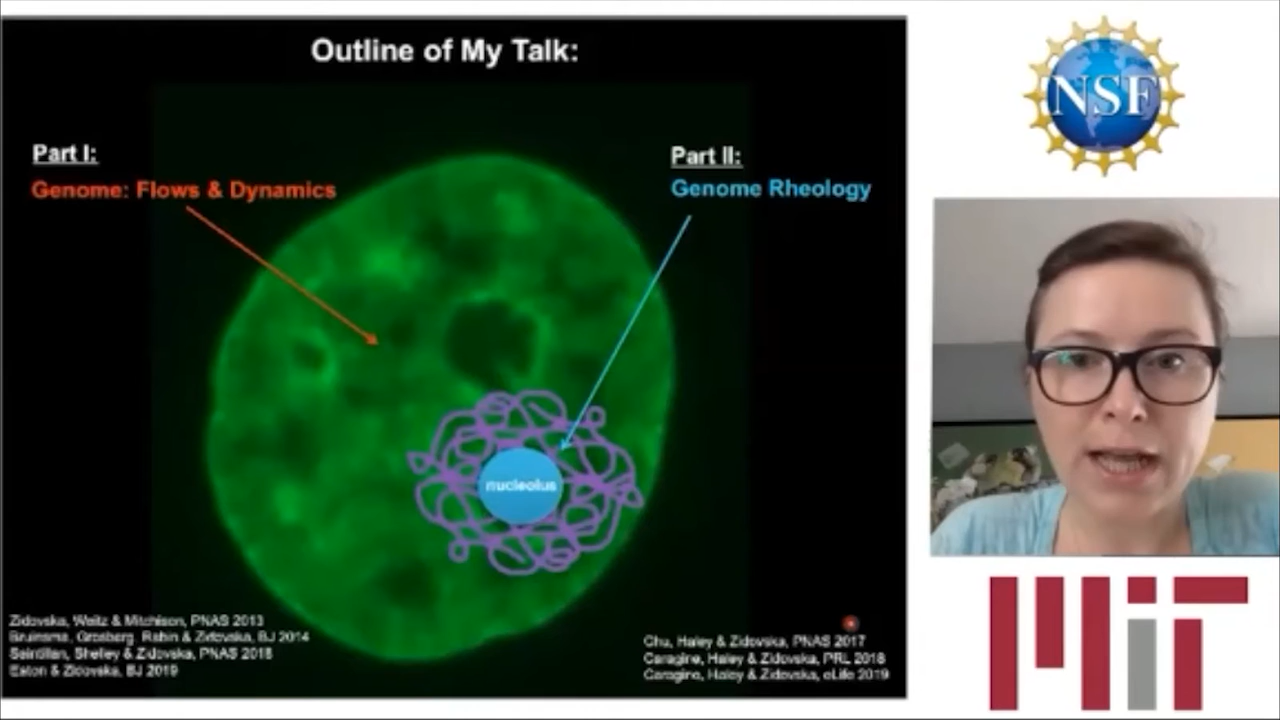 Outline of My Talk:
Part I:
Genome: Flows & Dynamics
Part II:
Genome Rheology
nucleolus
Zidovska, Weitz & Mitchison, PNAS 2013
Bruinsma, Grosberg, Rabin & Zidovska, BJ 2014
Saintillan, Shelley & Zidovska, PNAS 2018
Eaton & Zidovska, BJ 2019
Chu, Haley & Zidovska, PNAS 2017
Caragine, Haley & Zidovska, PRL 2018
Caragine, Haley & Zidovska, eLife 2019
NSF
MIT